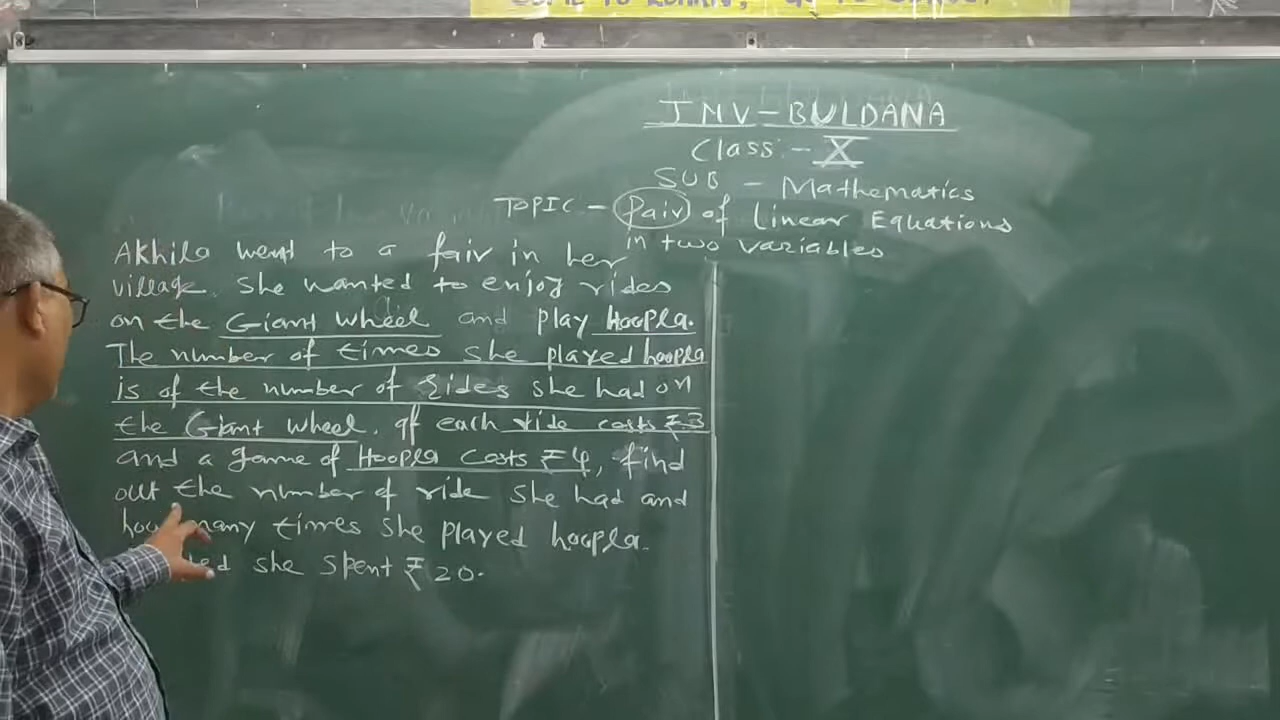 JNV-BULDANA
Class:- X
SUB - Mathematics
TOPIC - Pair of Linear Equations
in two variables
Akhila went to a fair in her
village. She wanted to enjoy rides
on the Giant Wheel and play Hoopla.
The number of times she played hoopla
is of the number of rides she had on
the Giant Wheel. If each ride costs ₹3
and a game of Hoopla costs ₹4, find
out the number of ride she had and
many times she played hoopla.
she spent ₹20.